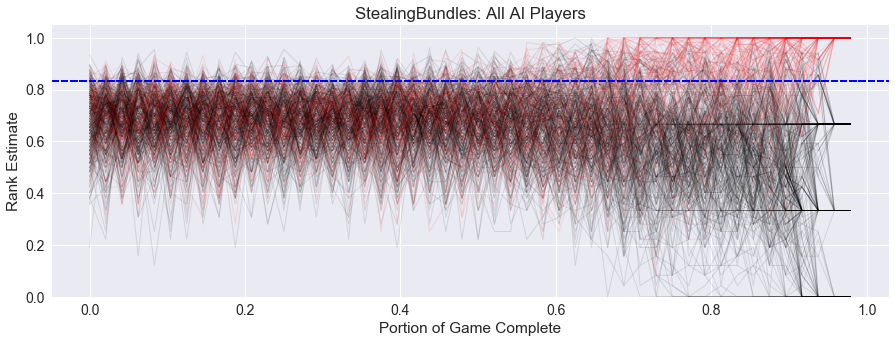 StealingBundles: All AI Players
1.0
0.8
0.6
0.4
0.2
0.0
Rank Estimate
0.0 0.2 0.4 0.6 0.8 1.0
Portion of Game Complete